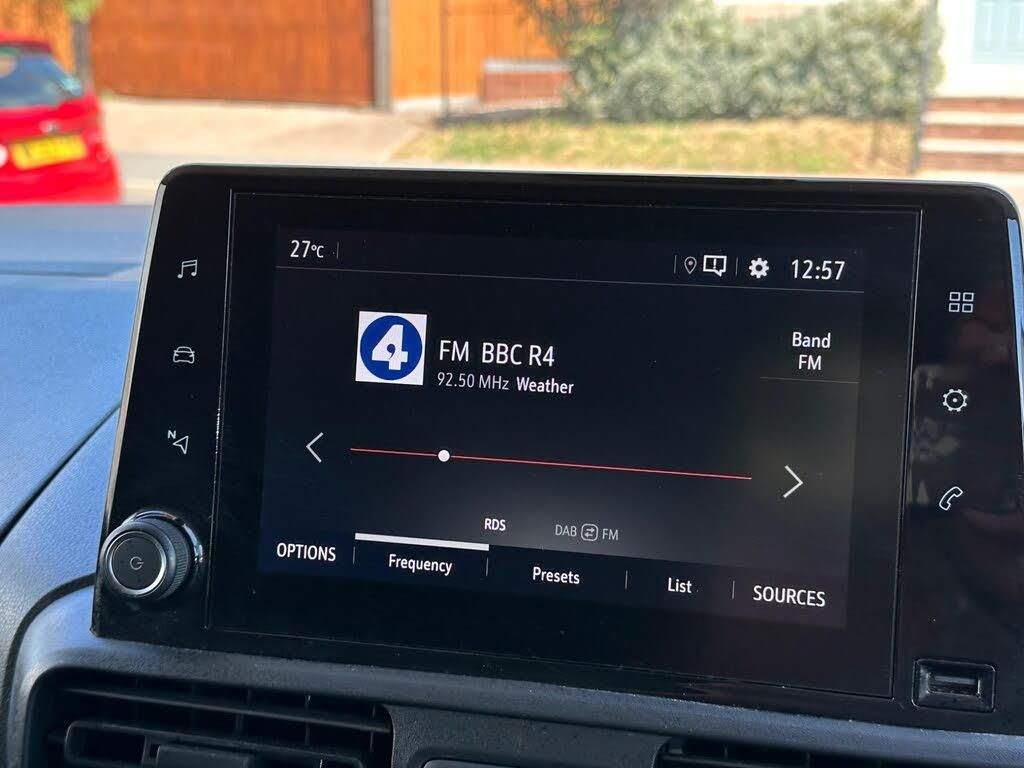 27°C
12:57
4
FM BBC R4
92.50 MHz Weather
Band
FM
N
RDS
DAB FM
OPTIONS
Frequency
Presets
List
SOURCES